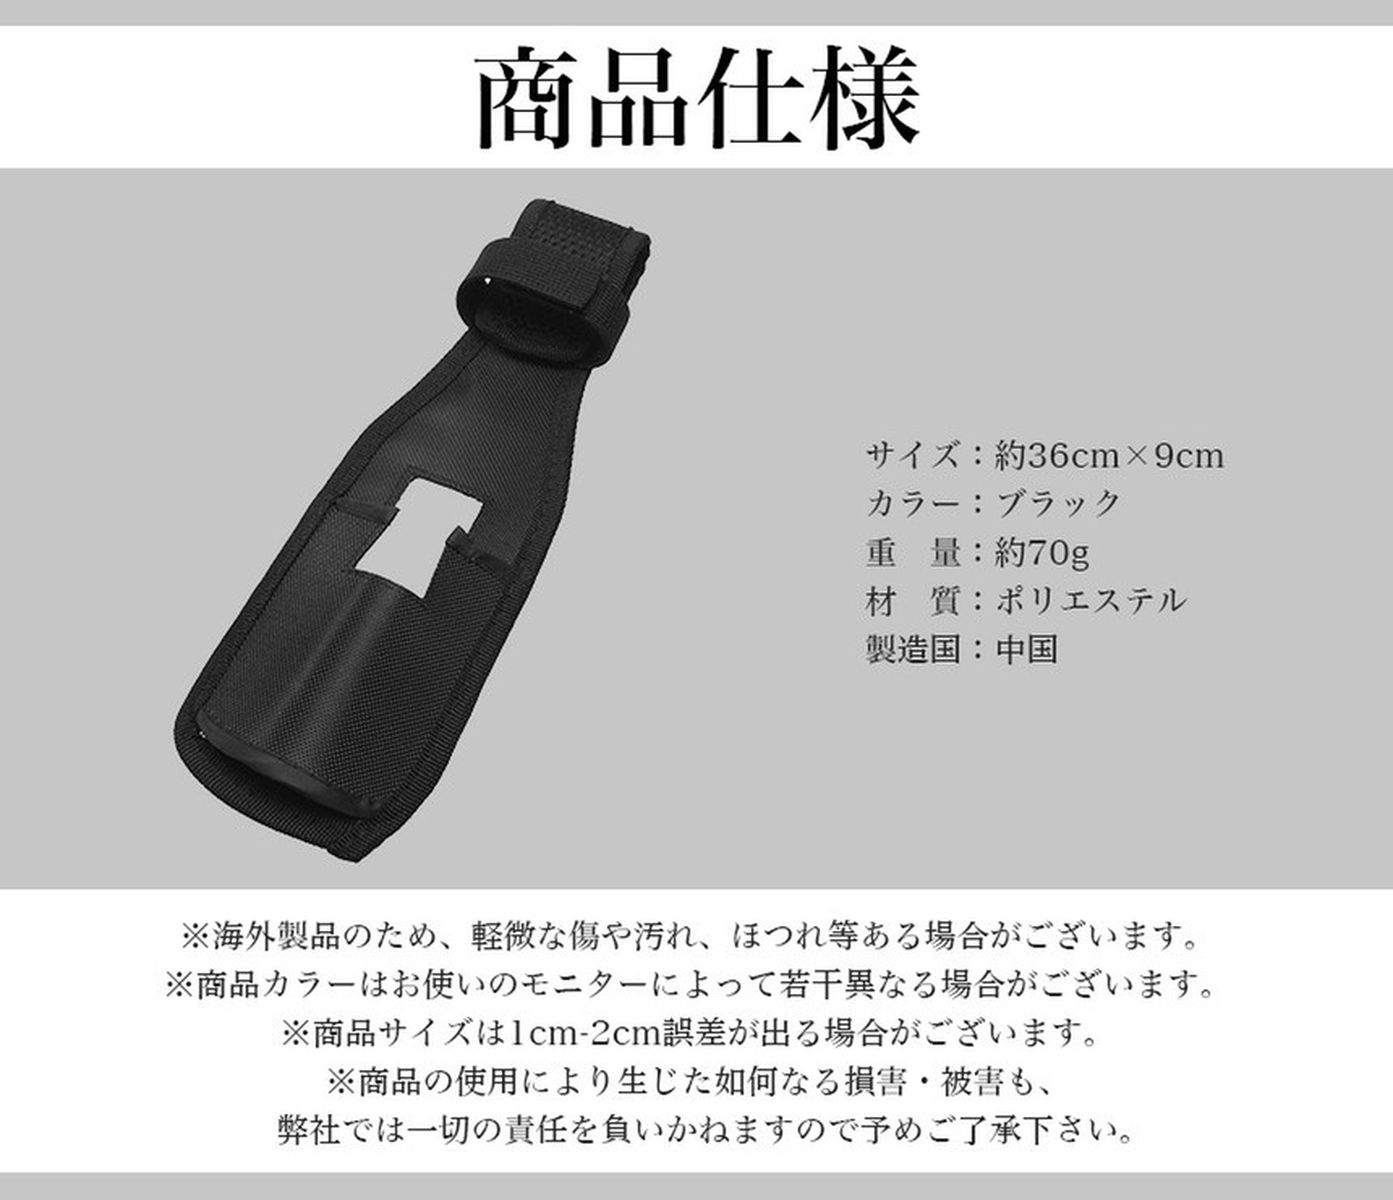 商品仕様
サイズ：約36cm×9cm
カラー：ブラック
重　量：約70g
材　質：ポリエステル
製造国：中国
※海外製品のため、軽微な傷や汚れ、ほつれ等ある場合がございます。
※商品カラーはお使いのモニターによって若干異なる場合がございます。
※商品サイズは1cm-2cm誤差が出る場合がございます。
※商品の使用により生じた如何なる損害・被害も、
弊社では一切の責任を負いかねますので予めご了承下さい。